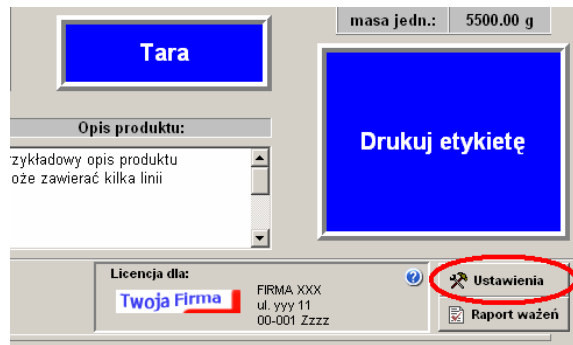 masa jedn.: 5500.00 g
Tara
Drukuj etykietę
Opis produktu:
zykładowy opis produktu
oże zawierać kilka linii
Licencja dla:
Twoja Firma
FIRMA XXX
ul. yyy 11
00-001 Zzzz
?
Ustawienia
Raport ważeń